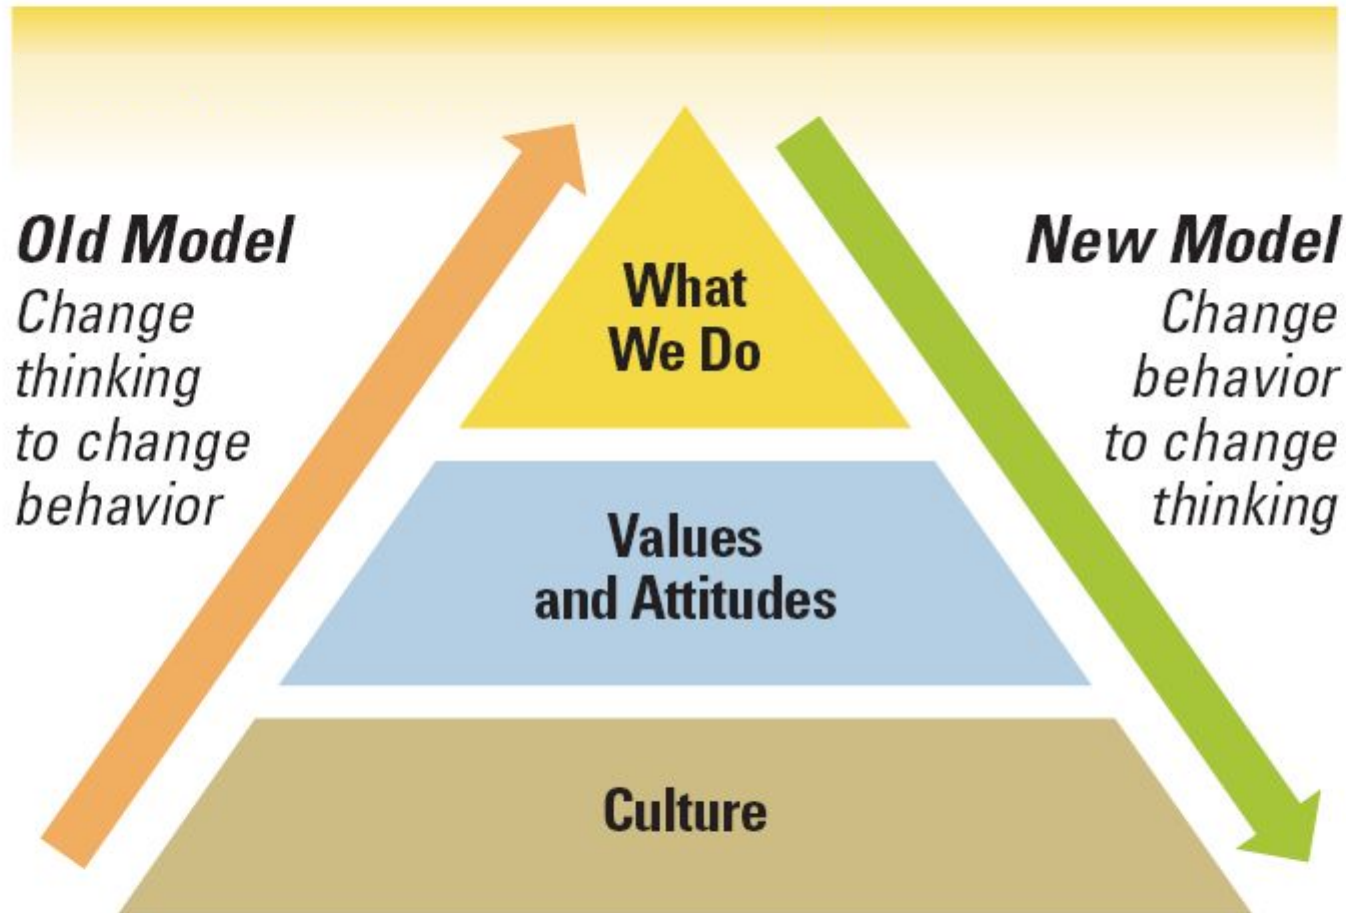 Old Model
Change
thinking
to change
behavior
What
We Do
Values
and Attitudes
Culture
New Model
Change
behavior
to change
thinking